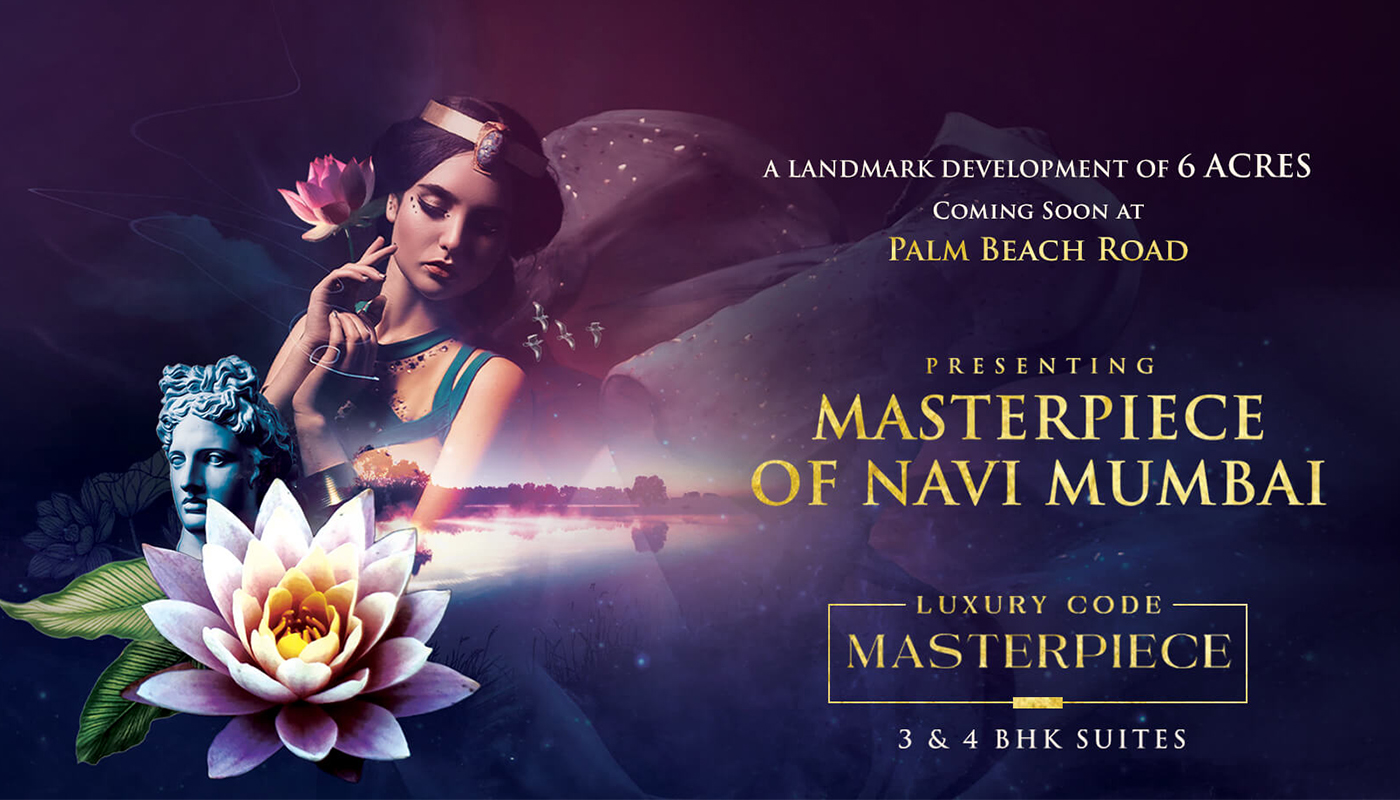 A LANDMARK DEVELOPMENT OF 6 ACRES
COMING SOON AT
PALM BEACH ROAD
PRESENTING
MASTERPIECE
OF NAVI MUMBAI
LUXURY CODE
MASTERPIECE
3 & 4 BHK SUITES